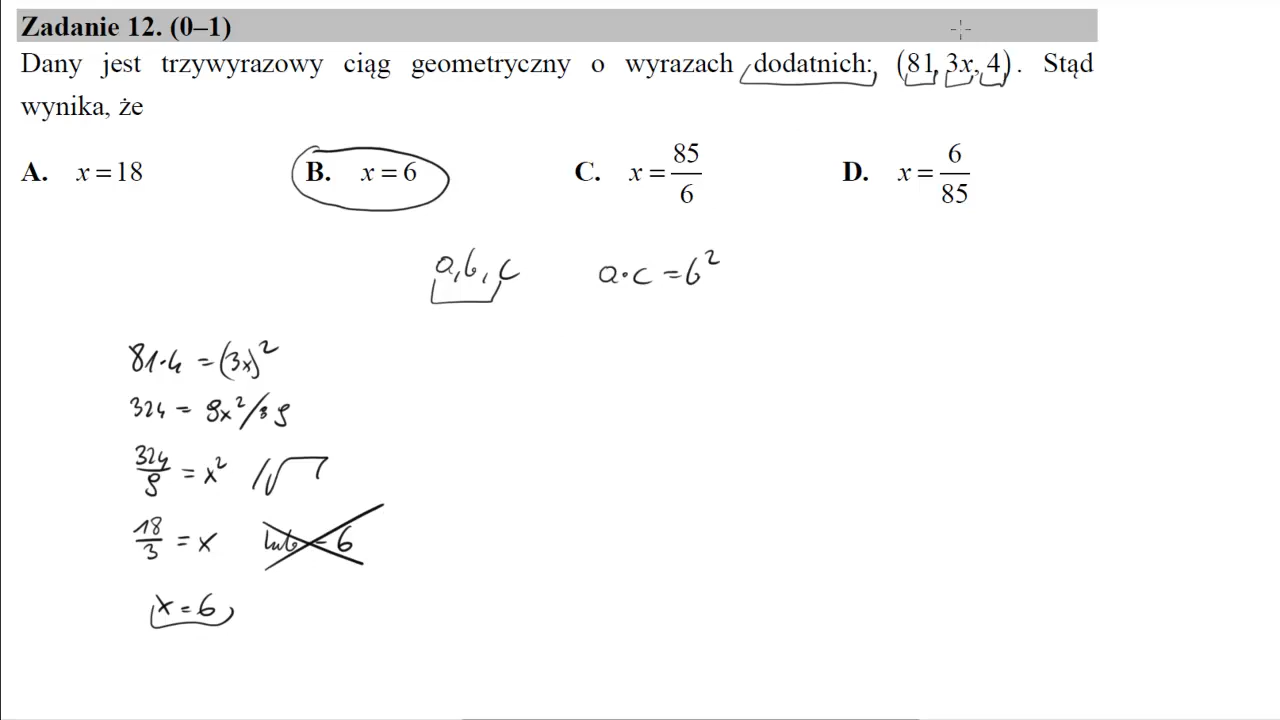 Zadanie 12. (0–1)
Dany jest trzywyrazowy ciąg geometryczny o wyrazach dodatnich: (81, 3x, 4). Stąd
wynika, że
A. x = 18 B. x = 6 C. x = 85/6 D. x = 6/85
a, b, c a·c = b²
81·4 = (3x)²
324 = 9x² /: 9
324/9 = x² /√
18/3 = x lub -6
x = 6